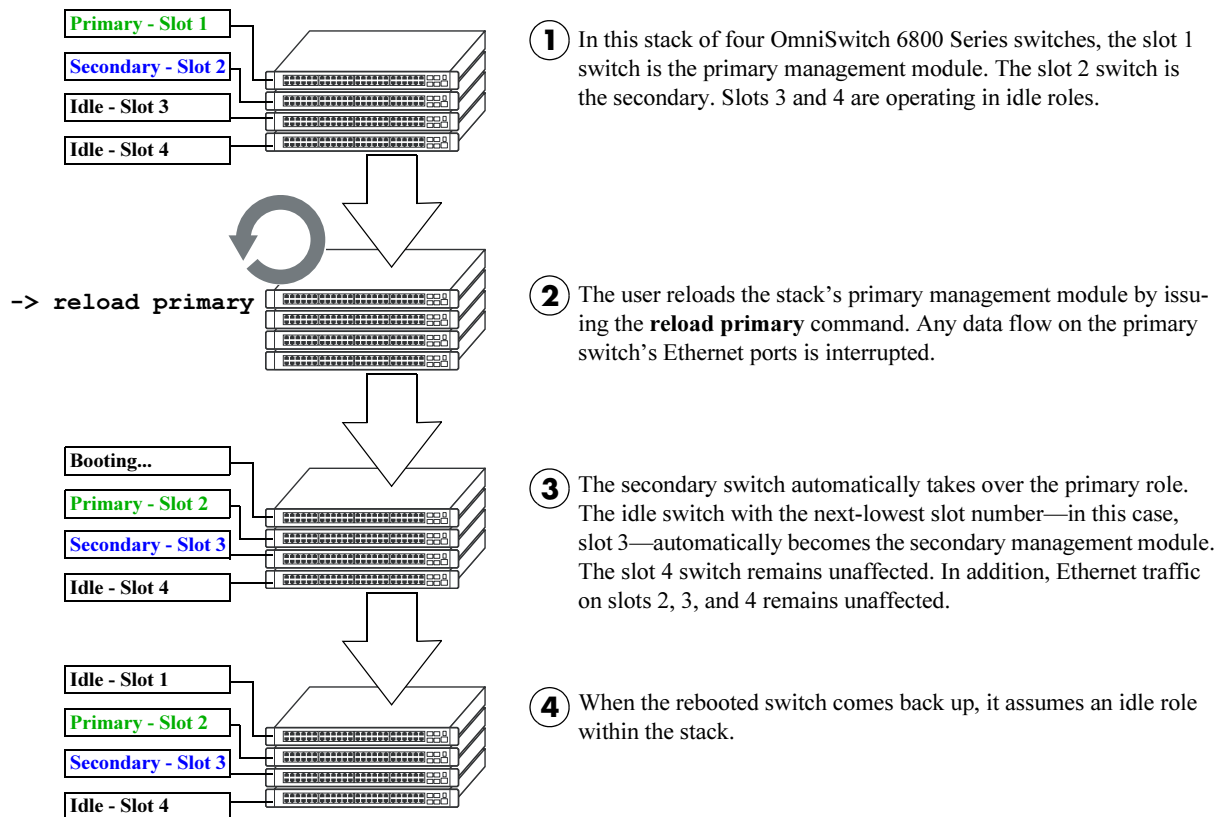 Primary - Slot 1
Secondary - Slot 2
Idle - Slot 3
Idle - Slot 4
1 In this stack of four OmniSwitch 6800 Series switches, the slot 1
switch is the primary management module. The slot 2 switch is
the secondary. Slots 3 and 4 are operating in idle roles.
-> reload primary
2 The user reloads the stack’s primary management module by issu-
ing the reload primary command. Any data flow on the primary
switch’s Ethernet ports is interrupted.
Booting...
Primary - Slot 2
Secondary - Slot 3
Idle - Slot 4
3 The secondary switch automatically takes over the primary role.
The idle switch with the next-lowest slot number—in this case,
slot 3—automatically becomes the secondary management module.
The slot 4 switch remains unaffected. In addition, Ethernet traffic
on slots 2, 3, and 4 remains unaffected.
Idle - Slot 1
Primary - Slot 2
Secondary - Slot 3
Idle - Slot 4
4 When the rebooted switch comes back up, it assumes an idle role
within the stack.